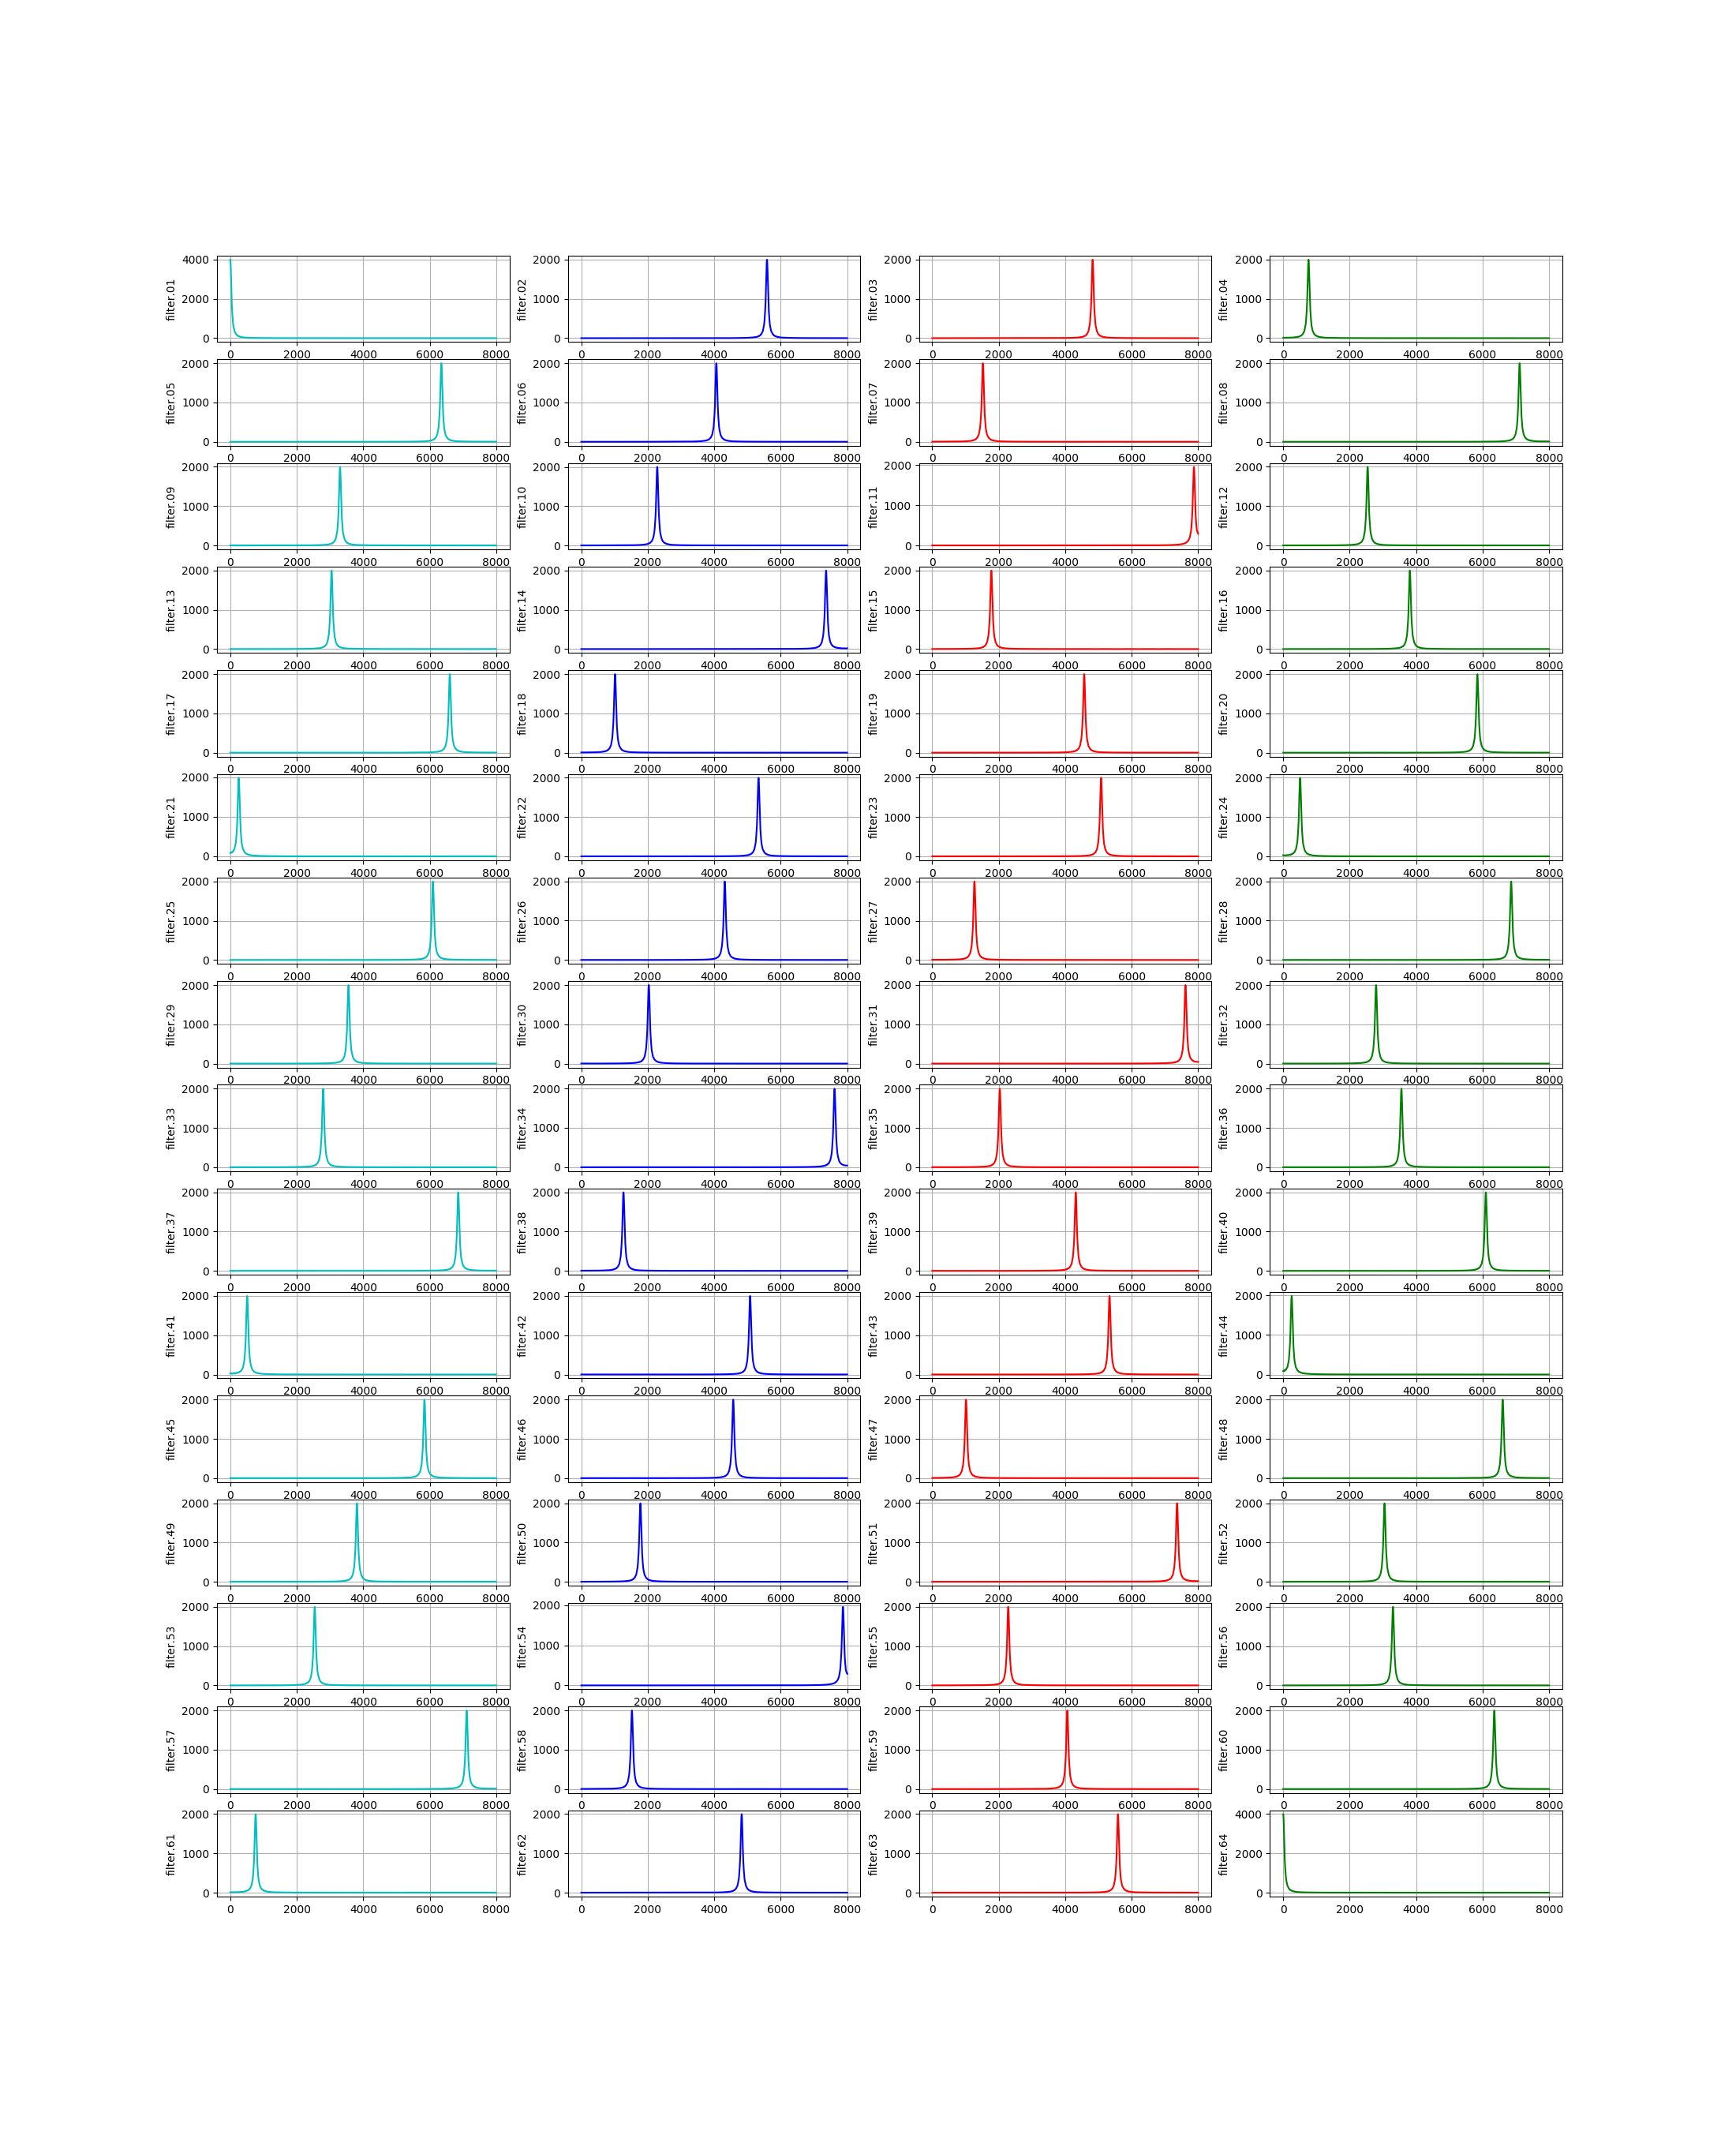 4000 2000 2000 2000
filter.01 2000 filter.02 1000 filter.03 1000 filter.04 1000
0 0 0 0
0 2000 4000 6000 8000 0 2000 4000 6000 8000 0 2000 4000 6000 8000 0 2000 4000 6000 8000
2000 2000 2000 2000
filter.05 1000 filter.06 1000 filter.07 1000 filter.08 1000
0 0 0 0
0 2000 4000 6000 8000 0 2000 4000 6000 8000 0 2000 4000 6000 8000 0 2000 4000 6000 8000
2000 2000 2000 2000
filter.09 1000 filter.10 1000 filter.11 1000 filter.12 1000
0 0 0 0
0 2000 4000 6000 8000 0 2000 4000 6000 8000 0 2000 4000 6000 8000 0 2000 4000 6000 8000
2000 2000 2000 2000
filter.13 1000 filter.14 1000 filter.15 1000 filter.16 1000
0 0 0 0
0 2000 4000 6000 8000 0 2000 4000 6000 8000 0 2000 4000 6000 8000 0 2000 4000 6000 8000
2000 2000 2000 2000
filter.17 1000 filter.18 1000 filter.19 1000 filter.20 1000
0 0 0 0
0 2000 4000 6000 8000 0 2000 4000 6000 8000 0 2000 4000 6000 8000 0 2000 4000 6000 8000
2000 2000 2000 2000
filter.21 1000 filter.22 1000 filter.23 1000 filter.24 1000
0 0 0 0
0 2000 4000 6000 8000 0 2000 4000 6000 8000 0 2000 4000 6000 8000 0 2000 4000 6000 8000
2000 2000 2000 2000
filter.25 1000 filter.26 1000 filter.27 1000 filter.28 1000
0 0 0 0
0 2000 4000 6000 8000 0 2000 4000 6000 8000 0 2000 4000 6000 8000 0 2000 4000 6000 8000
2000 2000 2000 2000
filter.29 1000 filter.30 1000 filter.31 1000 filter.32 1000
0 0 0 0
0 2000 4000 6000 8000 0 2000 4000 6000 8000 0 2000 4000 6000 8000 0 2000 4000 6000 8000
2000 2000 2000 2000
filter.33 1000 filter.34 1000 filter.35 1000 filter.36 1000
0 0 0 0
0 2000 4000 6000 8000 0 2000 4000 6000 8000 0 2000 4000 6000 8000 0 2000 4000 6000 8000
2000 2000 2000 2000
filter.37 1000 filter.38 1000 filter.39 1000 filter.40 1000
0 0 0 0
0 2000 4000 6000 8000 0 2000 4000 6000 8000 0 2000 4000 6000 8000 0 2000 4000 6000 8000
2000 2000 2000 2000
filter.41 1000 filter.42 1000 filter.43 1000 filter.44 1000
0 0 0 0
0 2000 4000 6000 8000 0 2000 4000 6000 8000 0 2000 4000 6000 8000 0 2000 4000 6000 8000
2000 2000 2000 2000
filter.45 1000 filter.46 1000 filter.47 1000 filter.48 1000
0 0 0 0
0 2000 4000 6000 8000 0 2000 4000 6000 8000 0 2000 4000 6000 8000 0 2000 4000 6000 8000
2000 2000 2000 2000
filter.49 1000 filter.50 1000 filter.51 1000 filter.52 1000
0 0 0 0
0 2000 4000 6000 8000 0 2000 4000 6000 8000 0 2000 4000 6000 8000 0 2000 4000 6000 8000
2000 2000 2000 2000
filter.53 1000 filter.54 1000 filter.55 1000 filter.56 1000
0 0 0 0
0 2000 4000 6000 8000 0 2000 4000 6000 8000 0 2000 4000 6000 8000 0 2000 4000 6000 8000
2000 2000 2000 2000
filter.57 1000 filter.58 1000 filter.59 1000 filter.60 1000
0 0 0 0
0 2000 4000 6000 8000 0 2000 4000 6000 8000 0 2000 4000 6000 8000 0 2000 4000 6000 8000
2000 2000 2000 4000
filter.61 1000 filter.62 1000 filter.63 1000 filter.64 2000
0 0 0 0
0 2000 4000 6000 8000 0 2000 4000 6000 8000 0 2000 4000 6000 8000 0 2000 4000 6000 8000